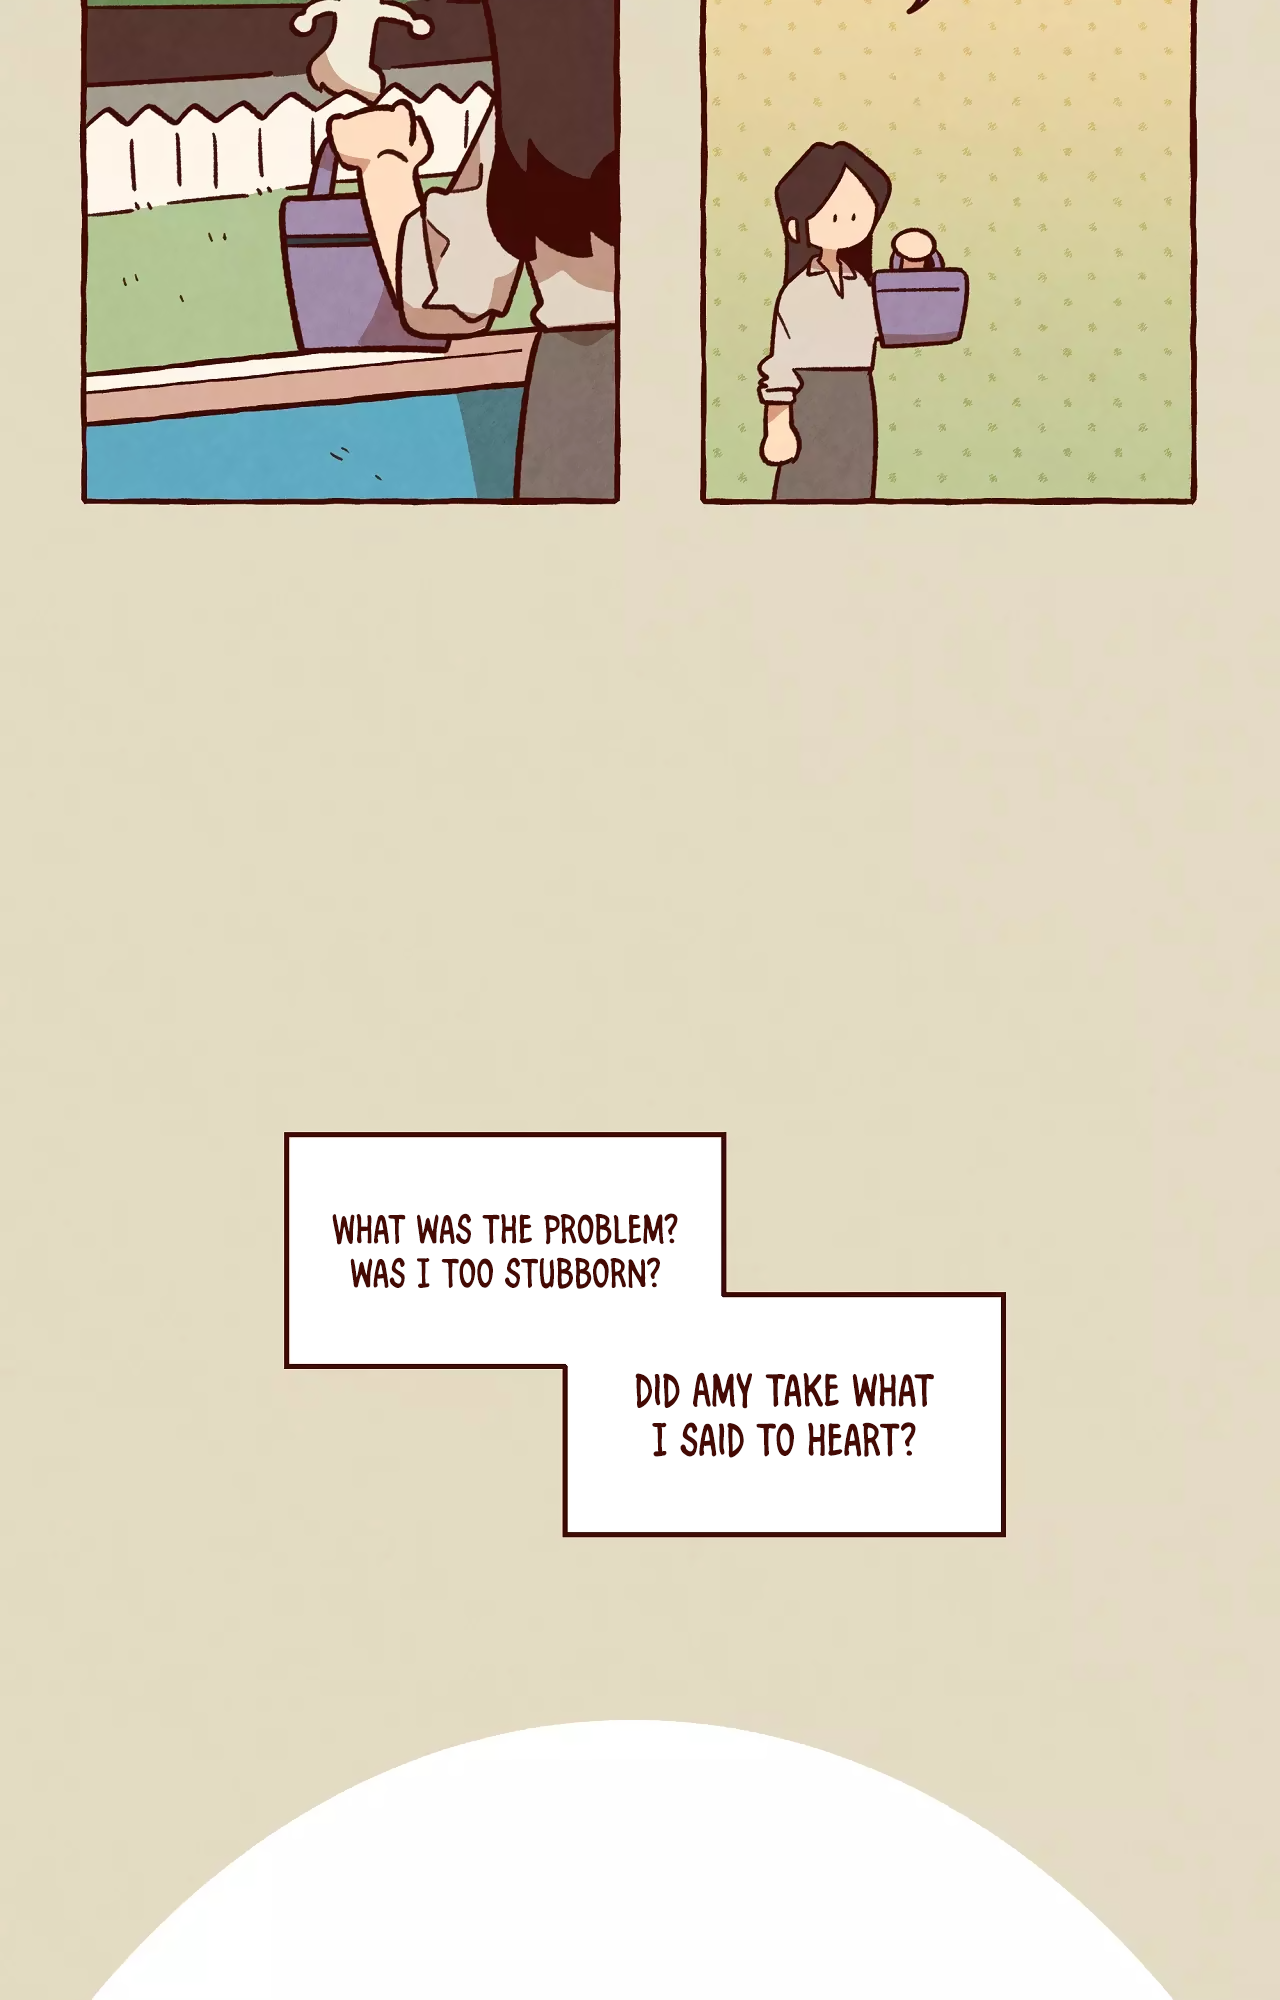 WHAT WAS THE PROBLEM?
WAS I TOO STUBBORN?
DID AMY TAKE WHAT
I SAID TO HEART?